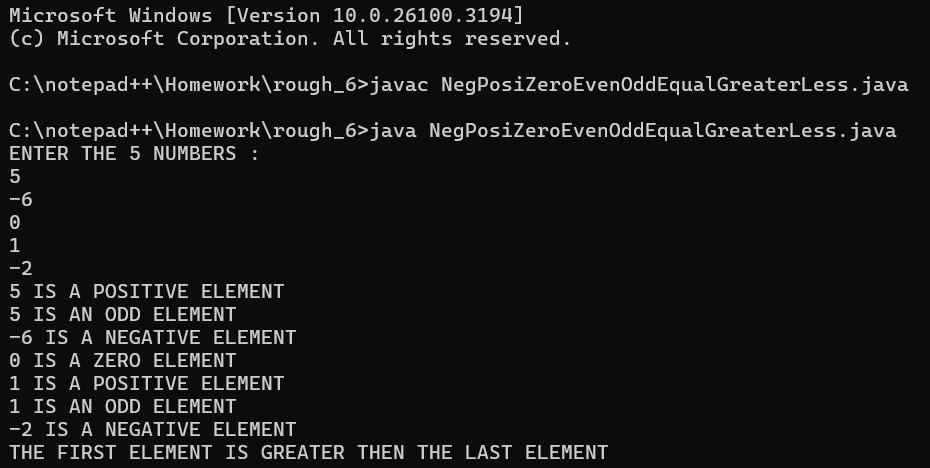 Microsoft Windows [Version 10.0.26100.3194]
(c) Microsoft Corporation. All rights reserved.
C:\notepad++\Homework\rough_6>javac NegPosiZeroEvenOddEqualGreaterLess.java
C:\notepad++\Homework\rough_6>java NegPosiZeroEvenOddEqualGreaterLess.java
ENTER THE 5 NUMBERS :
5
-6
0
1
-2
5 IS A POSITIVE ELEMENT
5 IS AN ODD ELEMENT
-6 IS A NEGATIVE ELEMENT
0 IS A ZERO ELEMENT
1 IS A POSITIVE ELEMENT
1 IS AN ODD ELEMENT
-2 IS A NEGATIVE ELEMENT
THE FIRST ELEMENT IS GREATER THEN THE LAST ELEMENT